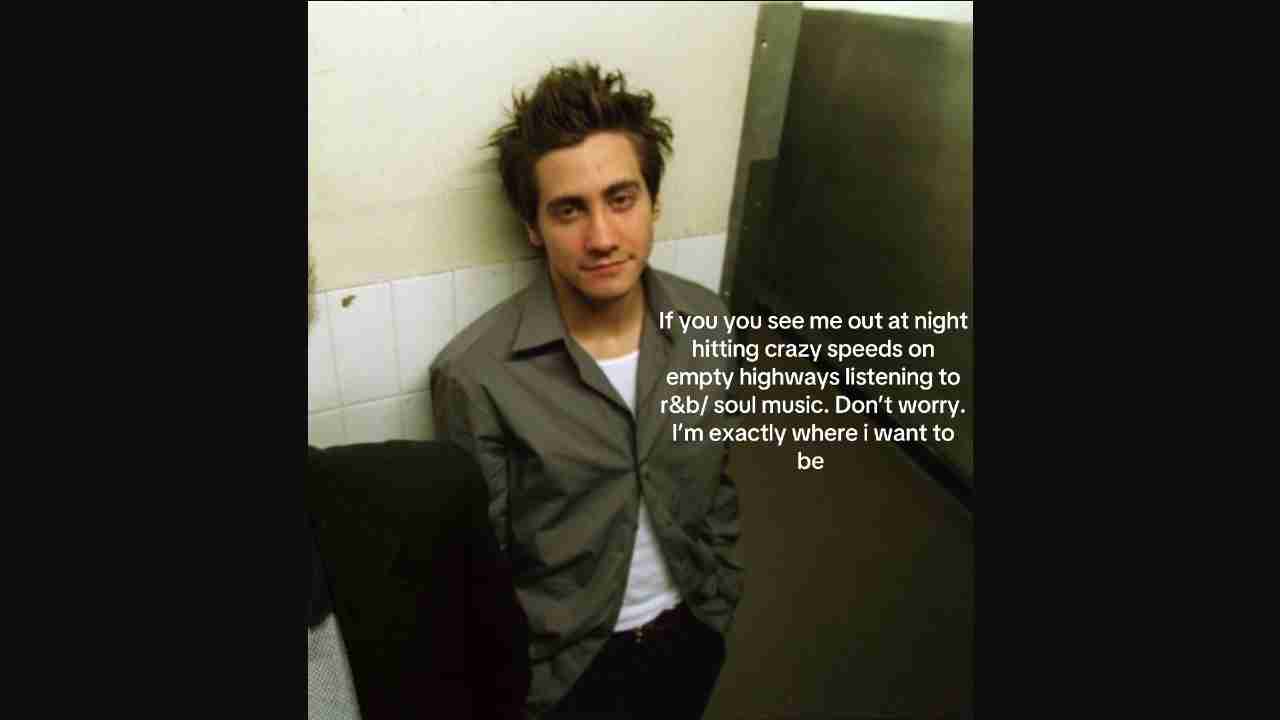 If you you see me out at night
hitting crazy speeds on
empty highways listening to
r&b/ soul music. Don’t worry.
I’m exactly where i want to
be